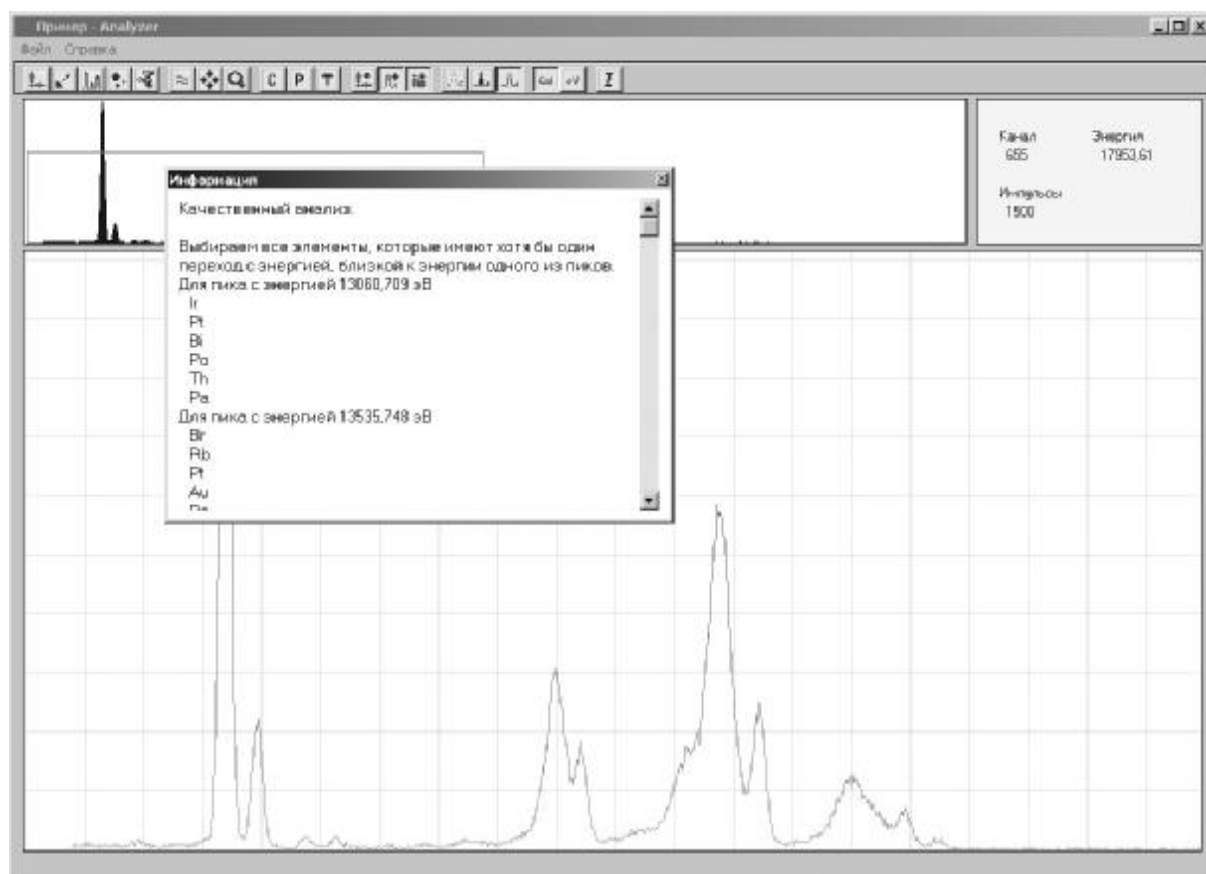 Пример - Analyzer
Файл Справка
C P T
Cal eV
I
Канал Энергия
655 17953,61
Импульсы
1500
Информация
Качественный анализ
Выбираем все элементы, которые имеют хотя бы один
переход с энергией, близкой к энергии одного из пиков.
Для пика с энергией 13060,709 эВ
Ir
Pt
Bi
Po
Th
Pa
Для пика с энергией 13535,748 эВ
Br
Rb
Pt
Au